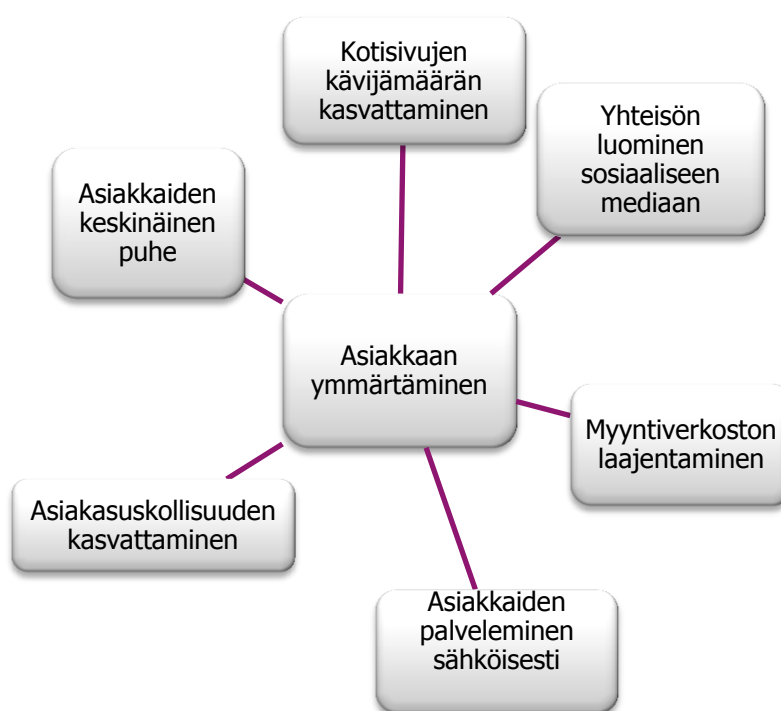 Kotisivujen
kävijämäärän
kasvattaminen
Yhteisön
luominen
sosiaaliseen
mediaan
Asiakkaiden
keskinäinen
puhe
Asiakkaan
ymmärtäminen
Myyntiverkoston
laajentaminen
Asiakasuskollisuuden
kasvattaminen
Asiakkaiden
palveleminen
sähköisesti